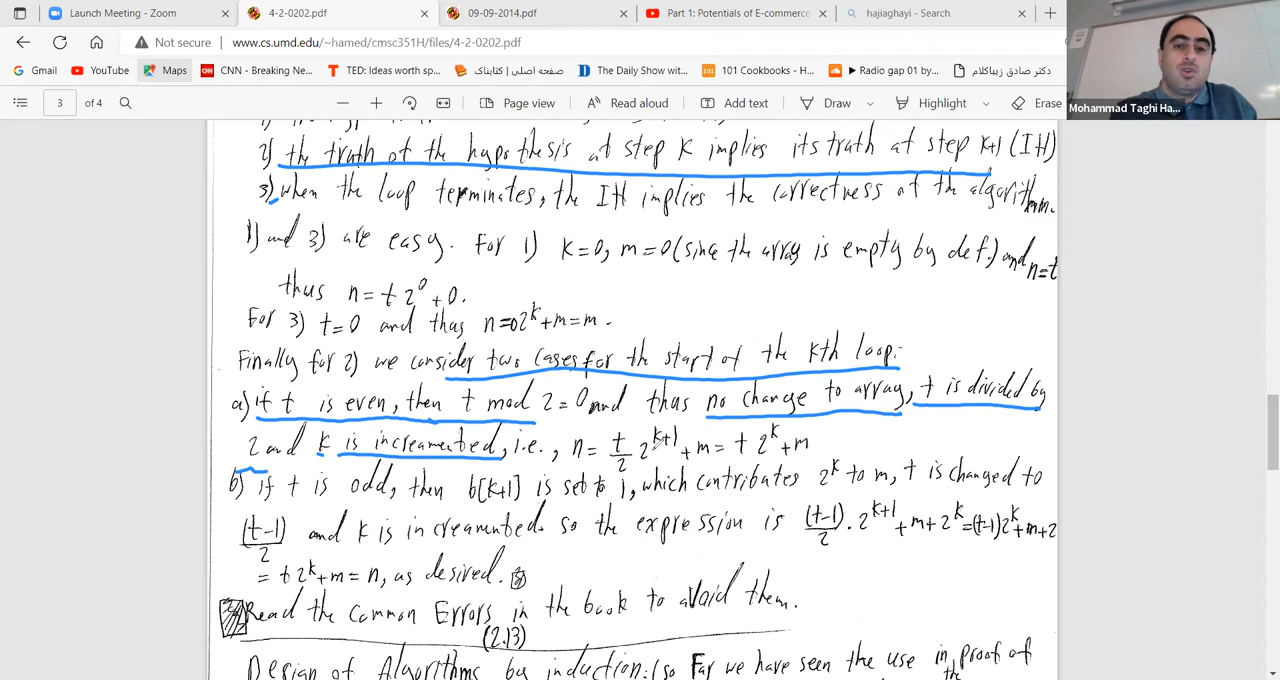 Launch Meeting - Zoom
4-2-0202.pdf
09-09-2014.pdf
Part 1: Potentials of E-commerce
hajiaghayi - Search
Not secure
www.cs.umd.edu/~hamed/cmsc351H/files/4-2-0202.pdf
Gmail
YouTube
Maps
CNN - Breaking Ne...
TED: Ideas worth sp...
صفحه اصلی | کتابنا...
The Daily Show wit...
101 Cookbooks - H...
Radio gap 01 by...
دکتر صادق زیباکلام
3
of 4
Page view
Read aloud
Add text
Draw
Highlight
Erase
Mohammad Taghi Ha...
2) the truth of the hypothesis at step k implies its truth at step k+1 (IH)
3) when the loop terminates, the IH implies the correctness of the algorithm.
1) and 3) are easy. For 1) k=0, m=0 (since the array is empty by def.) and n=t
thus n = t 2^0 + 0.
For 3) t=0 and thus n=02^k+m=m.
Finally for 2) we consider two cases for the start of the kth loop:
a) if t is even, then t mod 2=0 and thus no change to array, t is divided by
2 and k is increamented, i.e., n = t/2 2^{k+1} + m = t 2^k + m
b) if t is odd, then b[k+1] is set to 1, which contributes 2^k to m, t is changed to
(t-1)/2 and k is increamented. so the expression is (t-1)/2 . 2^{k+1} + m + 2^k = (t-1)2^k + m + 2
= t 2^k + m = n, as desired.
Read the Common Errors in the book to avoid them.
(2.13)
Design of Algorithms by induction: (so Far we have seen the use in proof of
the